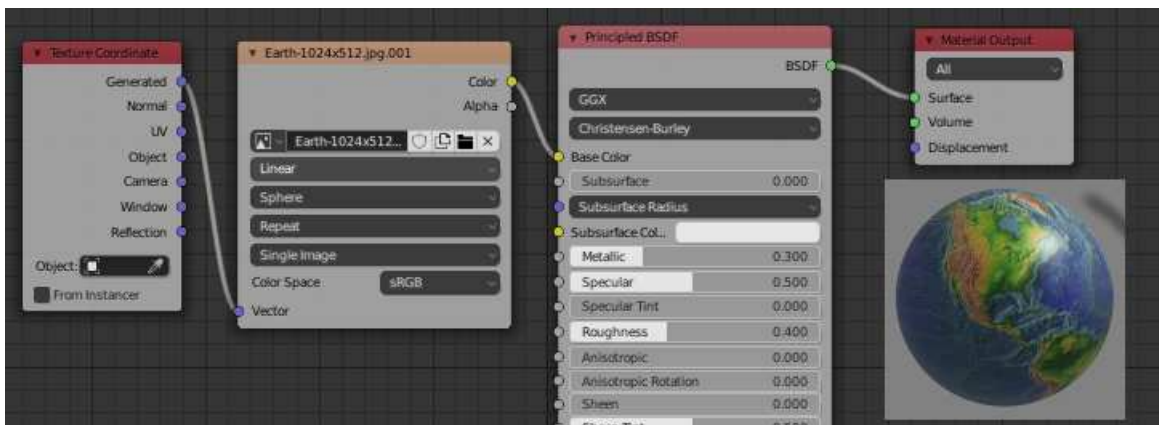 Texture Coordinate
Generated
Normal
UV
Object
Camera
Window
Reflection
Object:
From Instancer
Earth-1024x512.jpg.001
Color
Alpha
Earth-1024x512...
Linear
Sphere
Repeat
Single Image
Color Space sRGB
Vector
Principled BSDF
BSDF
GGX
Christensen-Burley
Base Color
Subsurface 0.000
Subsurface Radius
Subsurface Col...
Metallic 0.300
Specular 0.500
Specular Tint 0.000
Roughness 0.400
Anisotropic 0.000
Anisotropic Rotation 0.000
Sheen 0.000
Material Output
All
Surface
Volume
Displacement